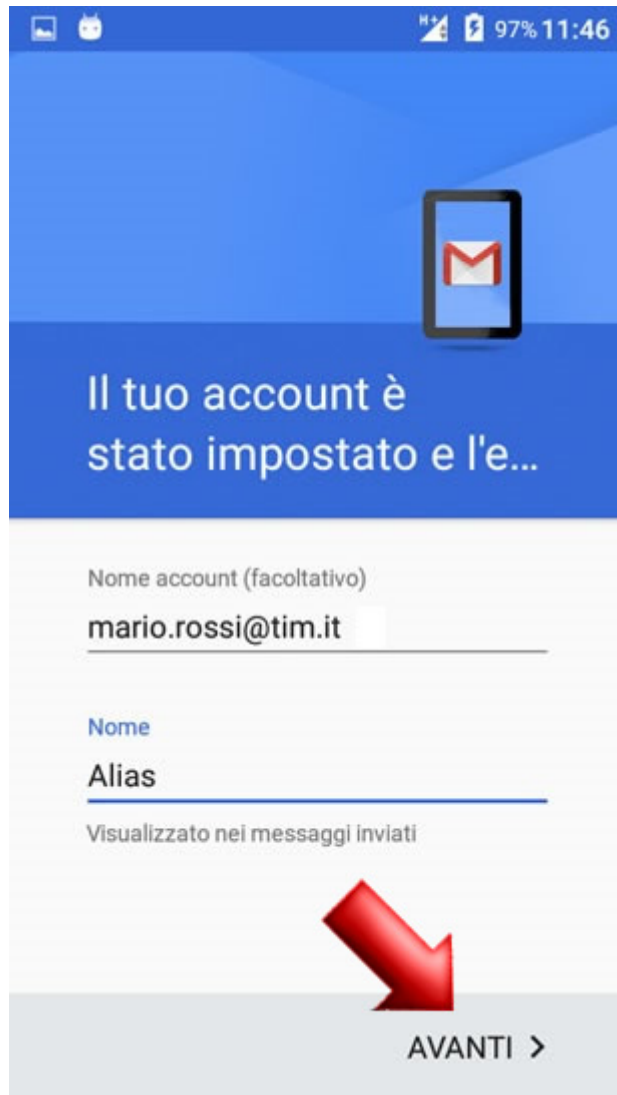 H+ 97% 11:46
Il tuo account è
stato impostato e l'e...
Nome account (facoltativo)
mario.rossi@tim.it
Nome
Alias
Visualizzato nei messaggi inviati
AVANTI >